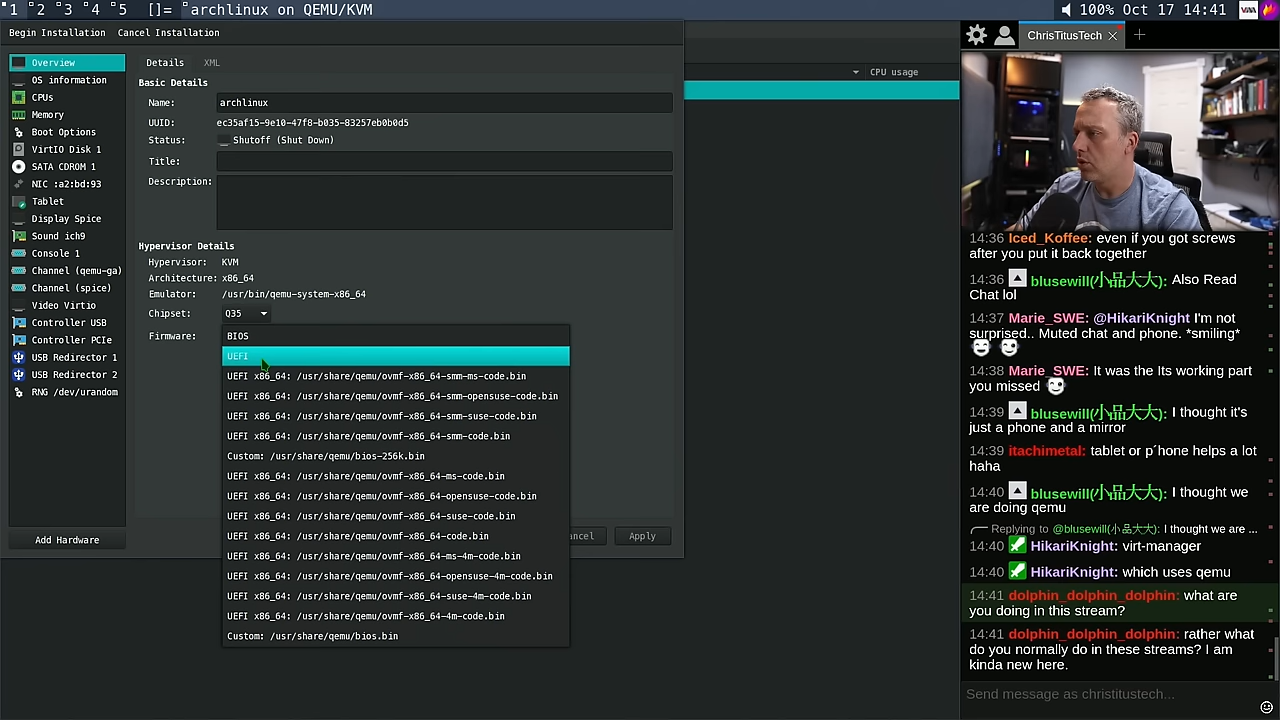 1 2 3 4 5 []= archlinux on QEMU/KVM
100% Oct 17 14:41
Begin Installation Cancel Installation
Overview
OS information
CPUs
Memory
Boot Options
VirtIO Disk 1
SATA CDROM 1
NIC :a2:bd:93
Tablet
Display Spice
Sound ich9
Console 1
Channel (qemu-ga)
Channel (spice)
Video Virtio
Controller USB
Controller PCIe
USB Redirector 1
USB Redirector 2
RNG /dev/urandom
Add Hardware
Details XML
Basic Details
Name: archlinux
UUID: ec35af15-9e10-47f8-b035-83257eb0b0d5
Status: Shutoff (Shut Down)
Title:
Description:
Hypervisor Details
Hypervisor: KVM
Architecture: x86_64
Emulator: /usr/bin/qemu-system-x86_64
Chipset: Q35
Firmware: BIOS
UEFI
UEFI x86_64: /usr/share/qemu/ovmf-x86_64-smm-ms-code.bin
UEFI x86_64: /usr/share/qemu/ovmf-x86_64-smm-opensuse-code.bin
UEFI x86_64: /usr/share/qemu/ovmf-x86_64-smm-suse-code.bin
UEFI x86_64: /usr/share/qemu/ovmf-x86_64-smm-code.bin
Custom: /usr/share/qemu/bios-256k.bin
UEFI x86_64: /usr/share/qemu/ovmf-x86_64-ms-code.bin
UEFI x86_64: /usr/share/qemu/ovmf-x86_64-opensuse-code.bin
UEFI x86_64: /usr/share/qemu/ovmf-x86_64-suse-code.bin
UEFI x86_64: /usr/share/qemu/ovmf-x86_64-code.bin
UEFI x86_64: /usr/share/qemu/ovmf-x86_64-ms-4m-code.bin
UEFI x86_64: /usr/share/qemu/ovmf-x86_64-opensuse-4m-code.bin
UEFI x86_64: /usr/share/qemu/ovmf-x86_64-suse-4m-code.bin
UEFI x86_64: /usr/share/qemu/ovmf-x86_64-4m-code.bin
Custom: /usr/share/qemu/bios.bin
ancel Apply
CPU usage
ChrisTitusTech
14:36 Iced_Koffee: even if you got screws
after you put it back together
14:36 blusewill(小品大大): Also Read
Chat lol
14:37 Marie_SWE: @HikariKnight I'm not
surprised.. Muted chat and phone. *smiling*
14:38 Marie_SWE: It was the Its working part
you missed
14:39 blusewill(小品大大): I thought it's
just a phone and a mirror
14:39 itachimetal: tablet or p´hone helps a lot
haha
14:40 blusewill(小品大大): I thought we
are doing qemu
Replying to @blusewill(小品大大): I thought we are ...
14:40 HikariKnight: virt-manager
14:40 HikariKnight: which uses qemu
14:41 dolphin_dolphin_dolphin: what are
you doing in this stream?
14:41 dolphin_dolphin_dolphin: rather what
do you normally do in these streams? I am
kinda new here.
Send message as christitustech...